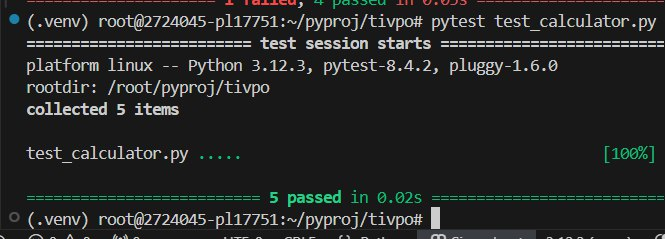 1 failed, 4 passed in 0.05s
(.venv) root@2724045-pl17751:~/pyproj/tivpo# pytest test_calculator.py
========================== test session starts ==========================
platform linux -- Python 3.12.3, pytest-8.4.2, pluggy-1.6.0
rootdir: /root/pyproj/tivpo
collected 5 items
test_calculator.py ..... [100%]
========================== 5 passed in 0.02s ==========================
(.venv) root@2724045-pl17751:~/pyproj/tivpo#